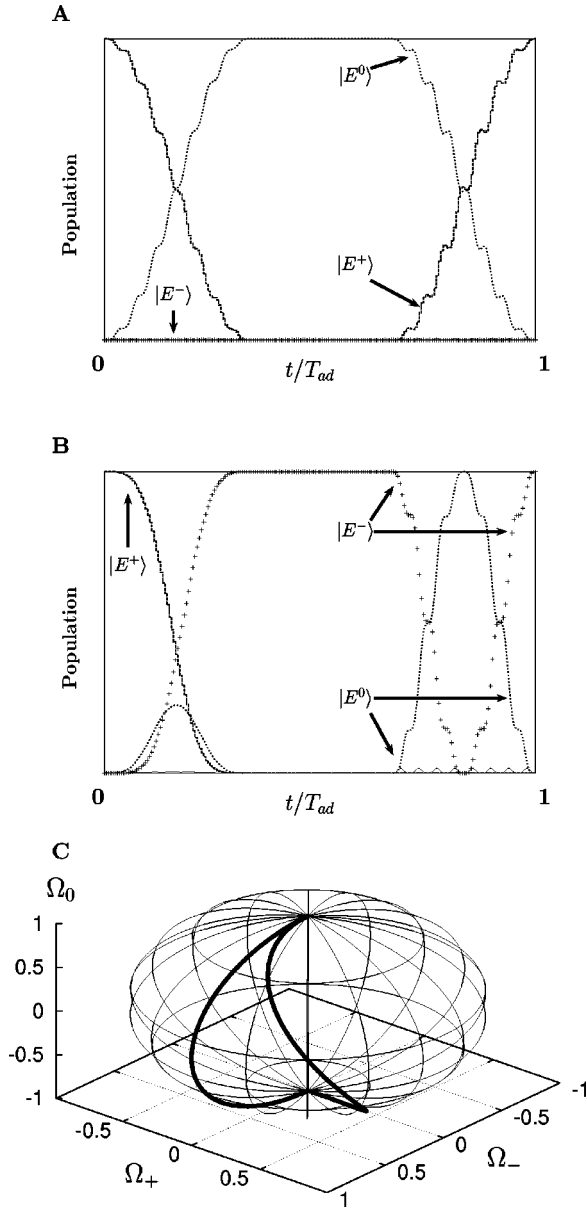 A
Population
|E⁰⟩
|E⁺⟩
|E⁻⟩
0
t/T_ad
1
B
Population
|E⁺⟩
|E⁻⟩
|E⁰⟩
0
t/T_ad
1
C
Ω₀
1
0.5
0
-0.5
-1
-0.5
0
0.5
Ω₊
1
0.5
0
-0.5
-1
Ω₋